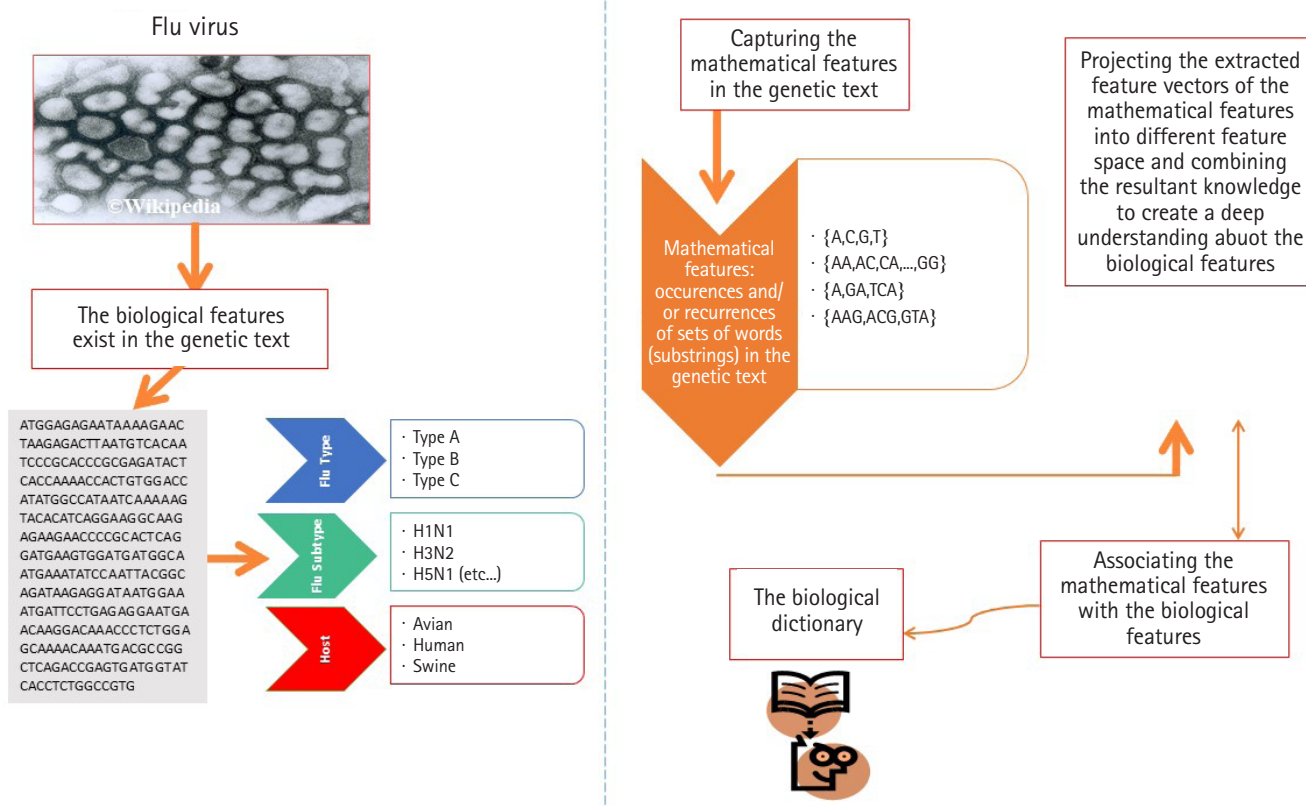 Flu virus
©Wikipedia
The biological features
exist in the genetic text
ATGGAGAGAATAAAAGAAC
TAAGAGACTTAATGTCACAA
TCCCGCACCCGCGAGATACT
CACCAAAACCACTGTGGACC
ATATGGCCATAATCAAAAAG
TACACATCAGGAAGGCAAG
AGAAGAACCCCGCACTCAG
GATGAAGTGGATGATGGCA
ATGAAATATCCAATTACGGC
AGATAAGAGGATAATGGAA
ATGATTCCTGAGAGGAATGA
ACAAGGACAAACCCTCTGGA
GCAAAACAAATGACGCCGG
CTCAGACCGAGTGATGGTAT
CACCTCTGGCCGTG
Flu Type
· Type A
· Type B
· Type C
Flu Subtype
· H1N1
· H3N2
· H5N1 (etc...)
Host
· Avian
· Human
· Swine
Capturing the
mathematical features
in the genetic text
Mathematical
features:
occurences and/
or recurrences
of sets of words
(substrings) in the
genetic text
· {A,C,G,T}
· {AA,AC,CA,...,GG}
· {A,GA,TCA}
· {AAG,ACG,GTA}
Projecting the extracted
feature vectors of the
mathematical features
into different feature
space and combining
the resultant knowledge
to create a deep
understanding abuot the
biological features
Associating the
mathematical features
with the biological
features
The biological
dictionary